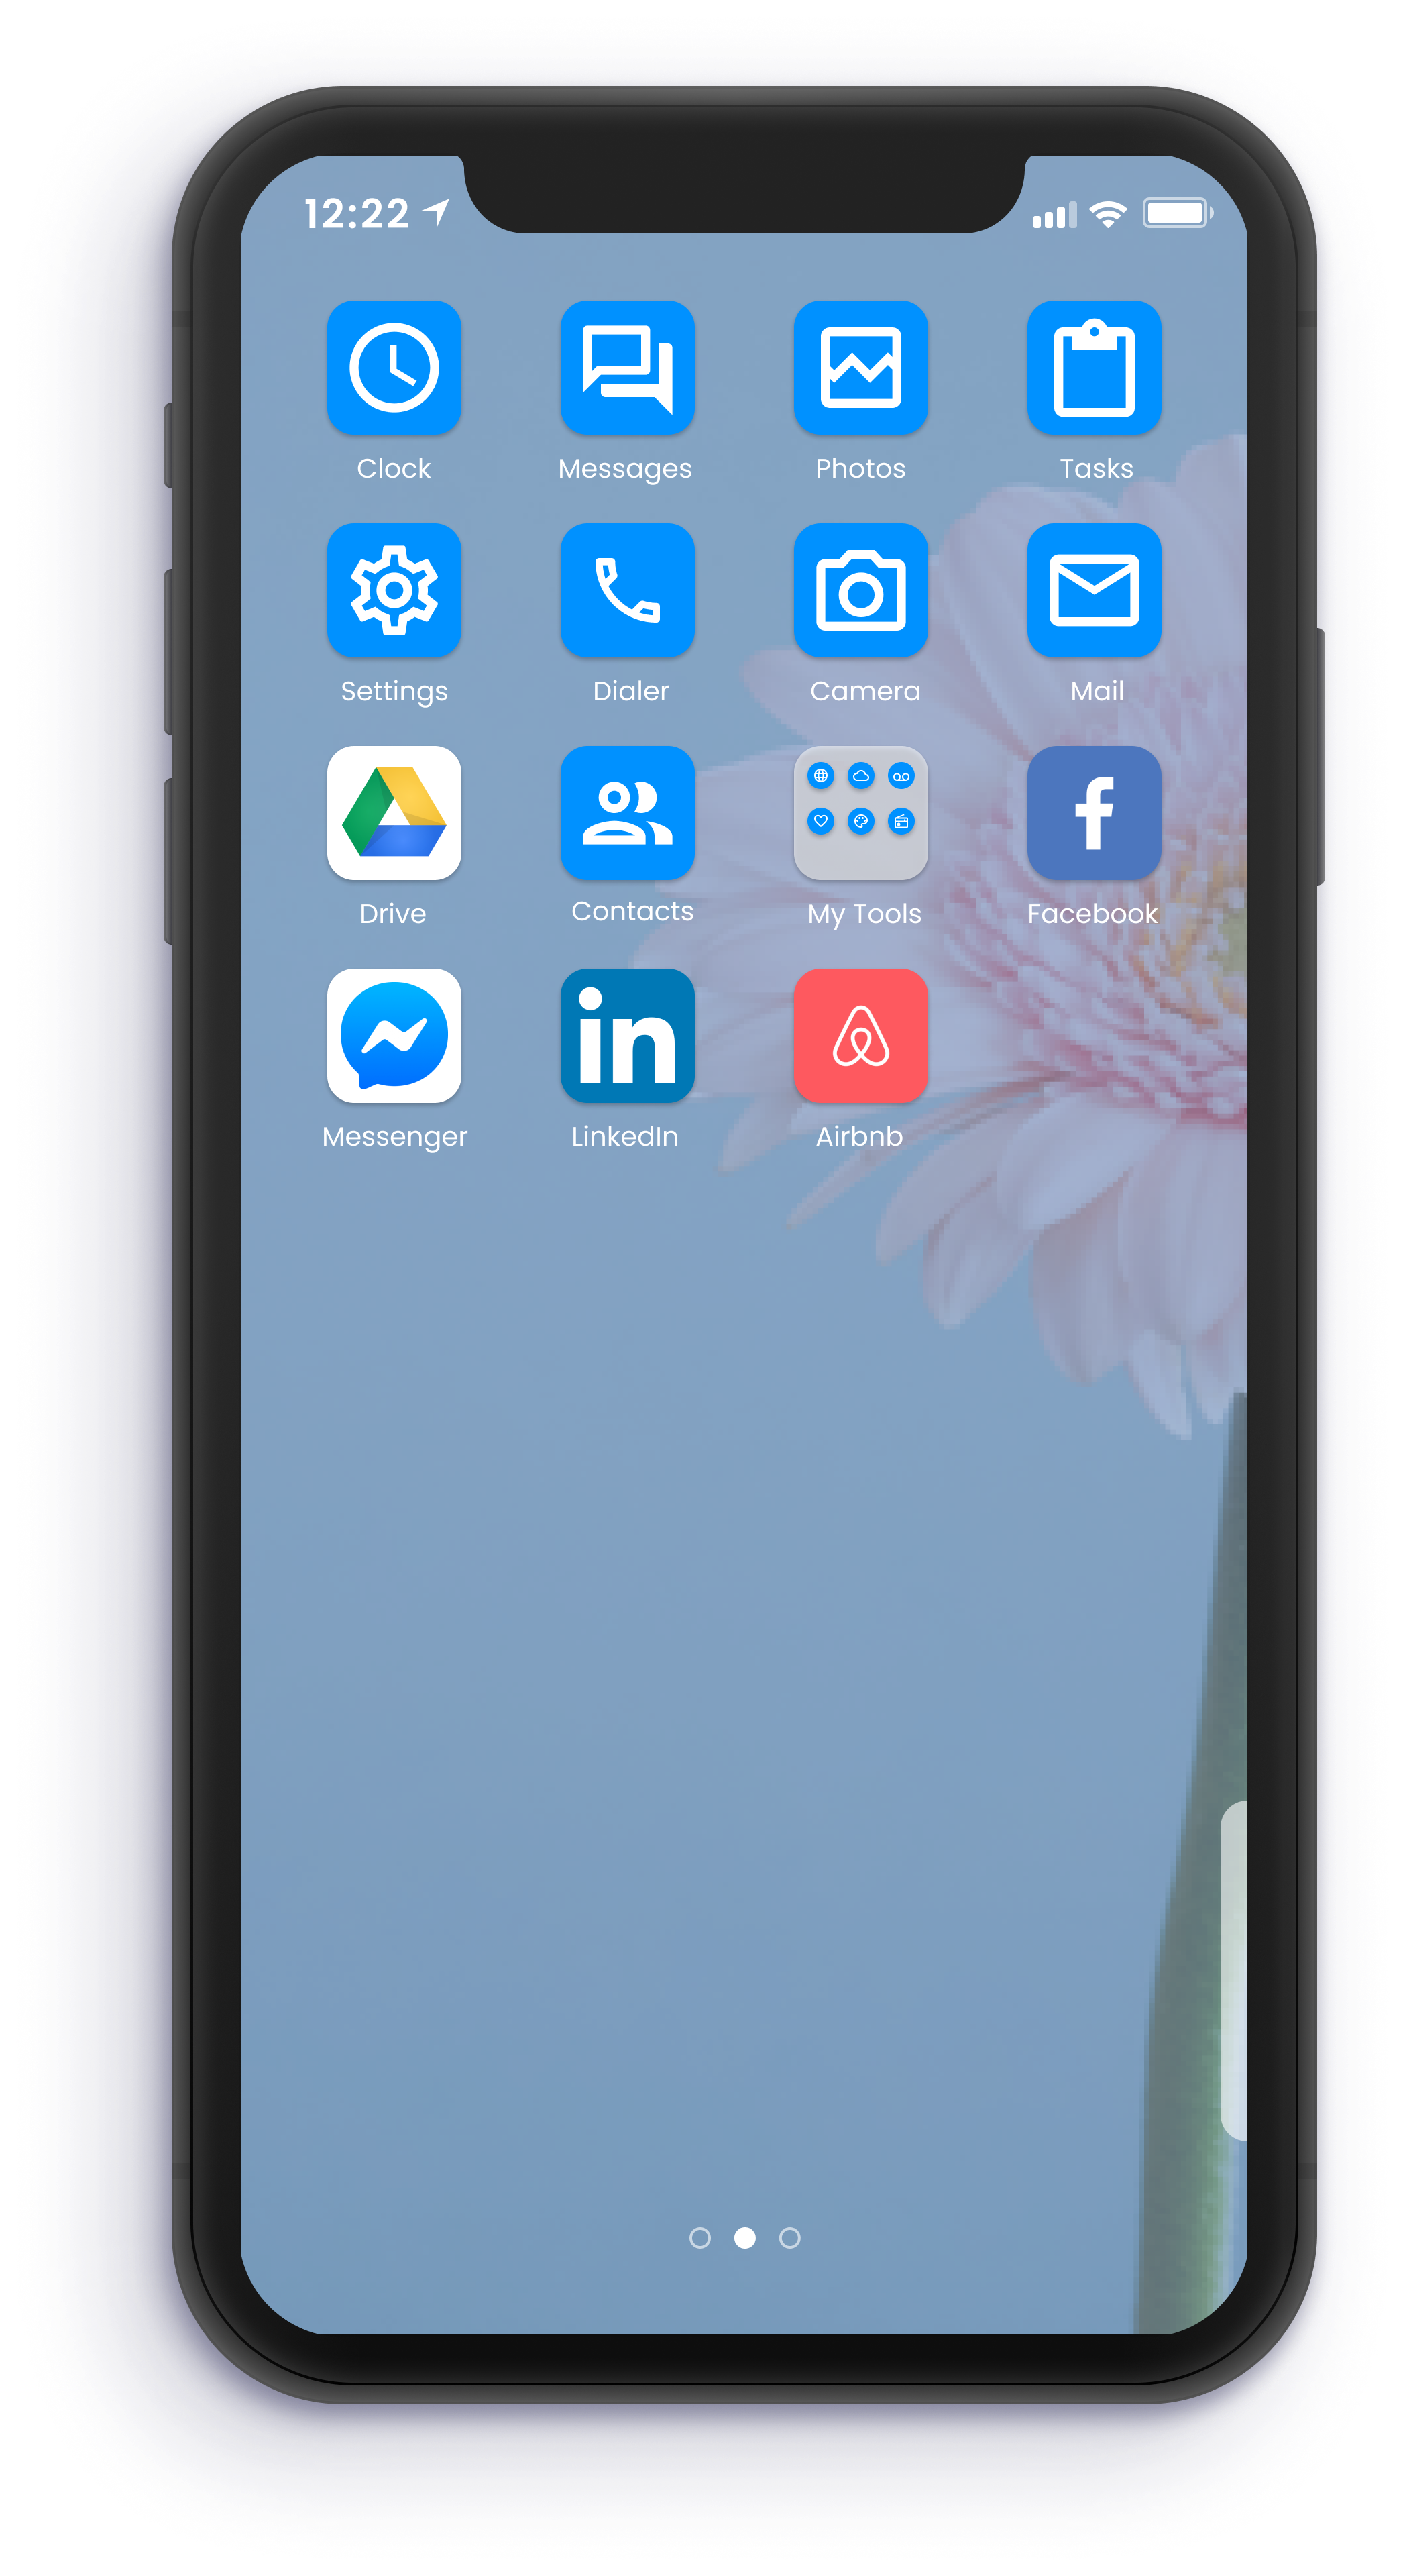 12:22
Clock Messages Photos Tasks
Settings Dialer Camera Mail
Drive Contacts My Tools Facebook
in
Messenger LinkedIn Airbnb